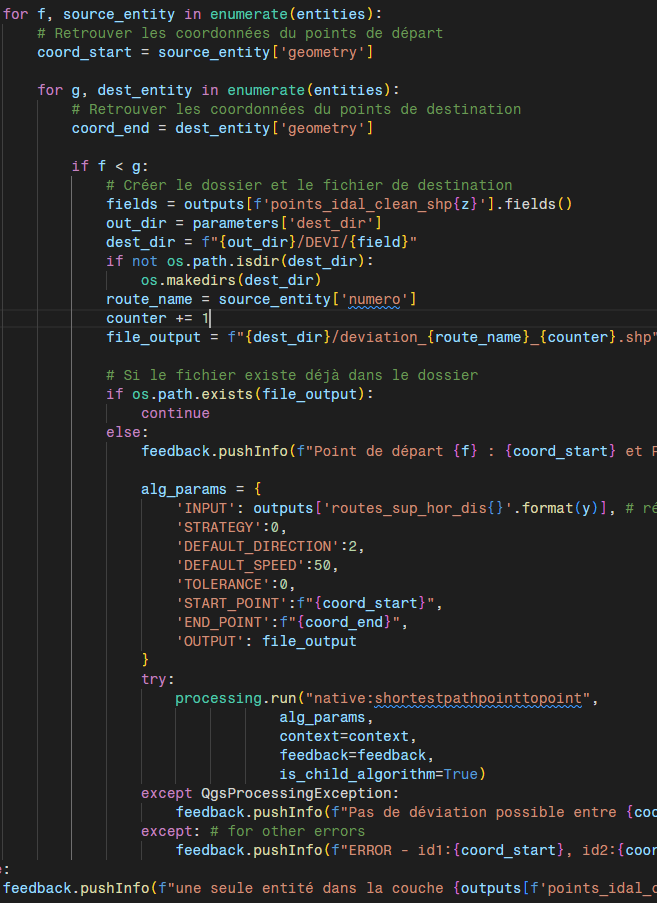 for f, source_entity in enumerate(entities):
    # Retrouver les coordonnées du points de départ
    coord_start = source_entity['geometry']

    for g, dest_entity in enumerate(entities):
        # Retrouver les coordonnées du points de destination
        coord_end = dest_entity['geometry']

        if f < g:
            # Créer le dossier et le fichier de destination
            fields = outputs[f'points_idal_clean_shp{z}'].fields()
            out_dir = parameters['dest_dir']
            dest_dir = f"{out_dir}/DEVI/{field}"
            if not os.path.isdir(dest_dir):
                os.makedirs(dest_dir)
            route_name = source_entity['numero']
            counter += 1
            file_output = f"{dest_dir}/deviation_{route_name}_{counter}.shp"

            # Si le fichier existe déjà dans le dossier
            if os.path.exists(file_output):
                continue
            else:
                feedback.pushInfo(f"Point de départ {f} : {coord_start} et P

                alg_params = {
                    'INPUT': outputs['routes_sup_hor_dis{}'.format(y)], # ré
                    'STRATEGY':0,
                    'DEFAULT_DIRECTION':2,
                    'DEFAULT_SPEED':50,
                    'TOLERANCE':0,
                    'START_POINT':f"{coord_start}",
                    'END_POINT':f"{coord_end}",
                    'OUTPUT': file_output
                }
                try:
                    processing.run("native:shortestpathpointtopoint",
                                alg_params,
                                context=context,
                                feedback=feedback,
                                is_child_algorithm=True)
                except QgsProcessingException:
                    feedback.pushInfo(f"Pas de déviation possible entre {coo
                except: # for other errors
                    feedback.pushInfo(f"ERROR - id1:{coord_start}, id2:{coor
:
feedback.pushInfo(f"une seule entité dans la couche {outputs[f'points_idal_c